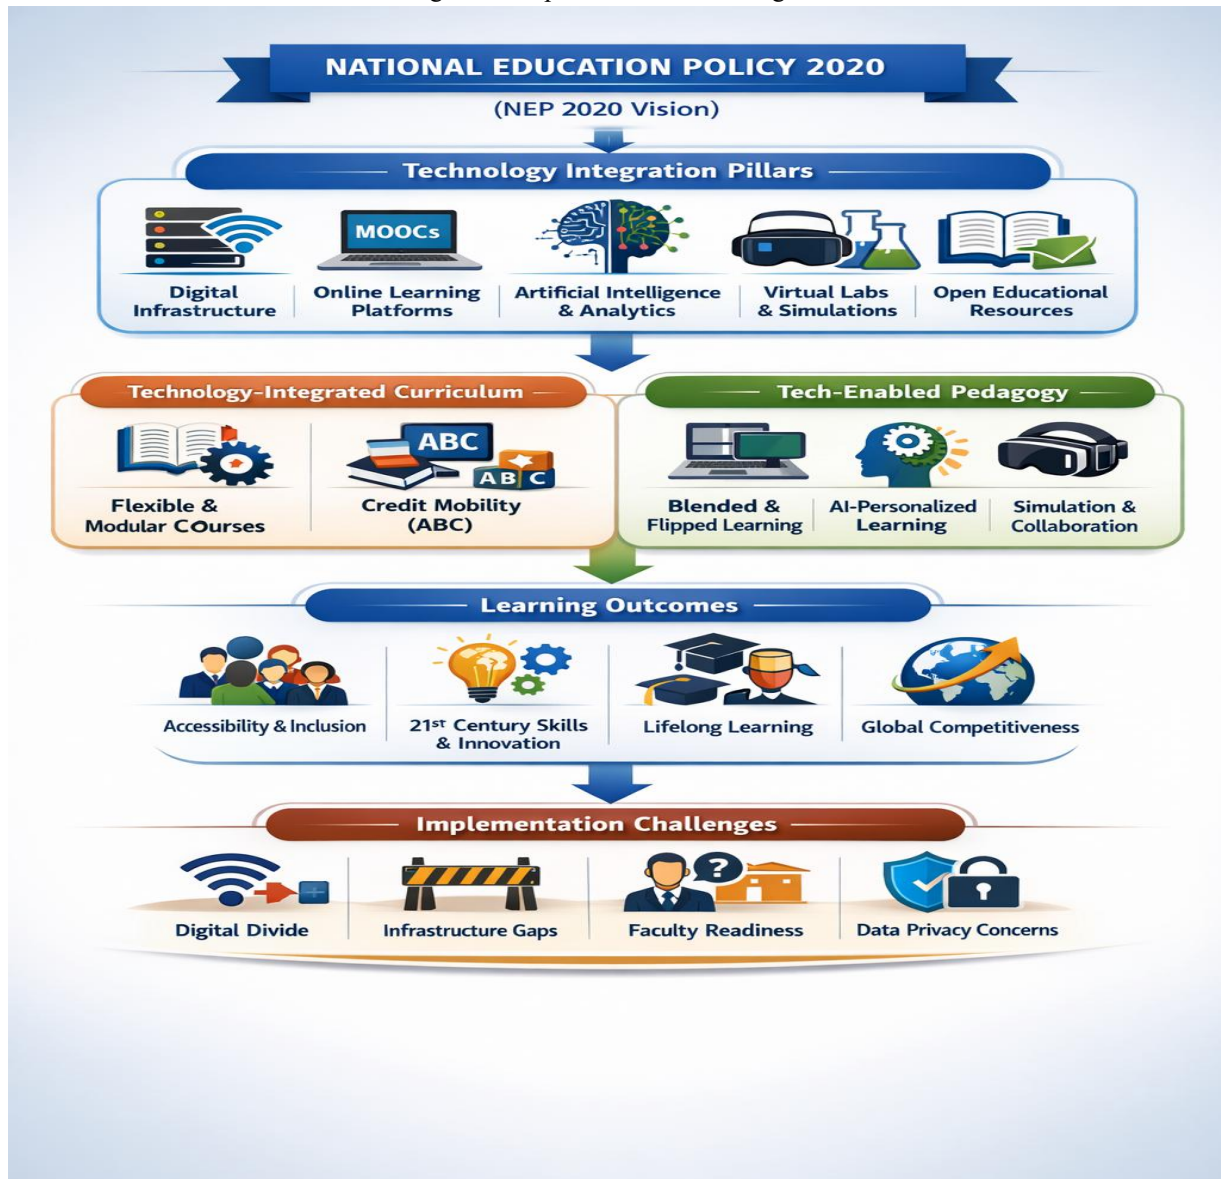 NATIONAL EDUCATION POLICY 2020
(NEP 2020 Vision)
Technology Integration Pillars
MOOCs
Digital
Infrastructure
Online Learning
Platforms
Artificial Intelligence
& Analytics
Virtual Labs
& Simulations
Open Educational
Resources
Technology-Integrated Curriculum
ABC
A B C
Flexible &
Modular Courses
Credit Mobility
(ABC)
Tech-Enabled Pedagogy
Blended &
Flipped Learning
AI-Personalized
Learning
Simulation &
Collaboration
Learning Outcomes
Accessibility & Inclusion
21st Century Skills
& Innovation
Lifelong Learning
Global Competitiveness
Implementation Challenges
?
Digital Divide
Infrastructure Gaps
Faculty Readiness
Data Privacy Concerns